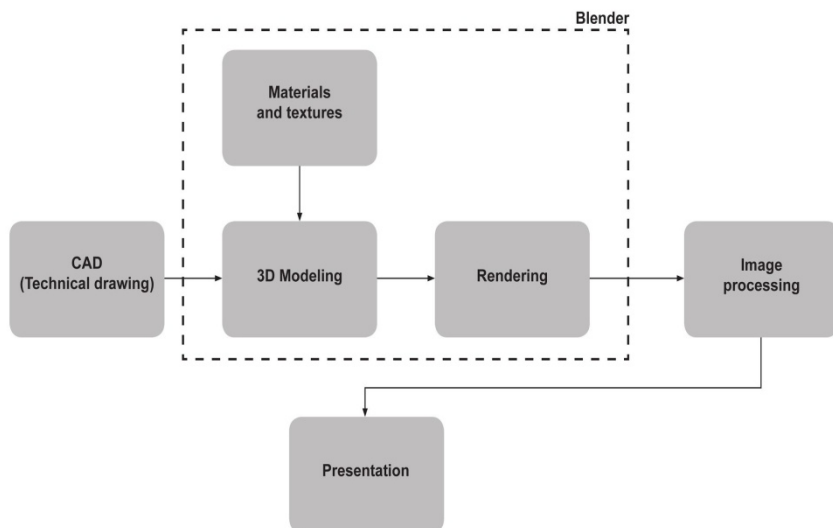 Blender
Materials
and textures
CAD
(Technical drawing)
3D Modeling
Rendering
Image
processing
Presentation